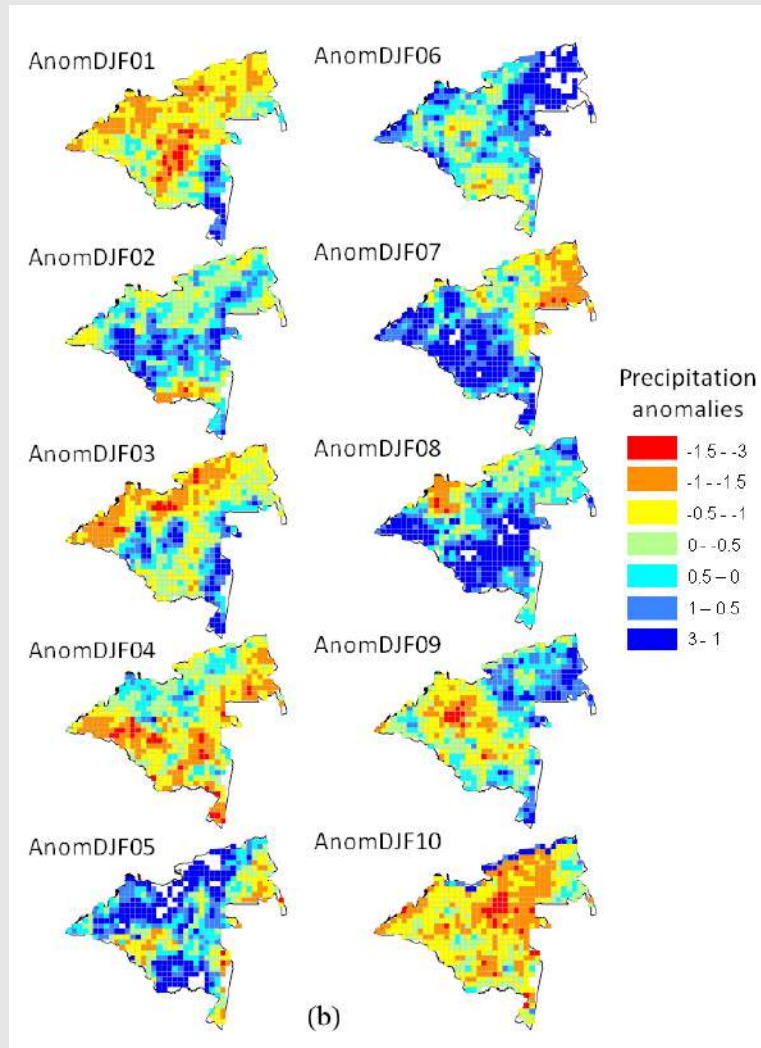 AnomDJF01
AnomDJF06
AnomDJF02
AnomDJF07
AnomDJF03
AnomDJF08
AnomDJF04
AnomDJF09
AnomDJF05
AnomDJF10
Precipitation
anomalies
-1.5--3
-1--1.5
-0.5--1
0--0.5
0.5-0
1-0.5
3-1
(b)